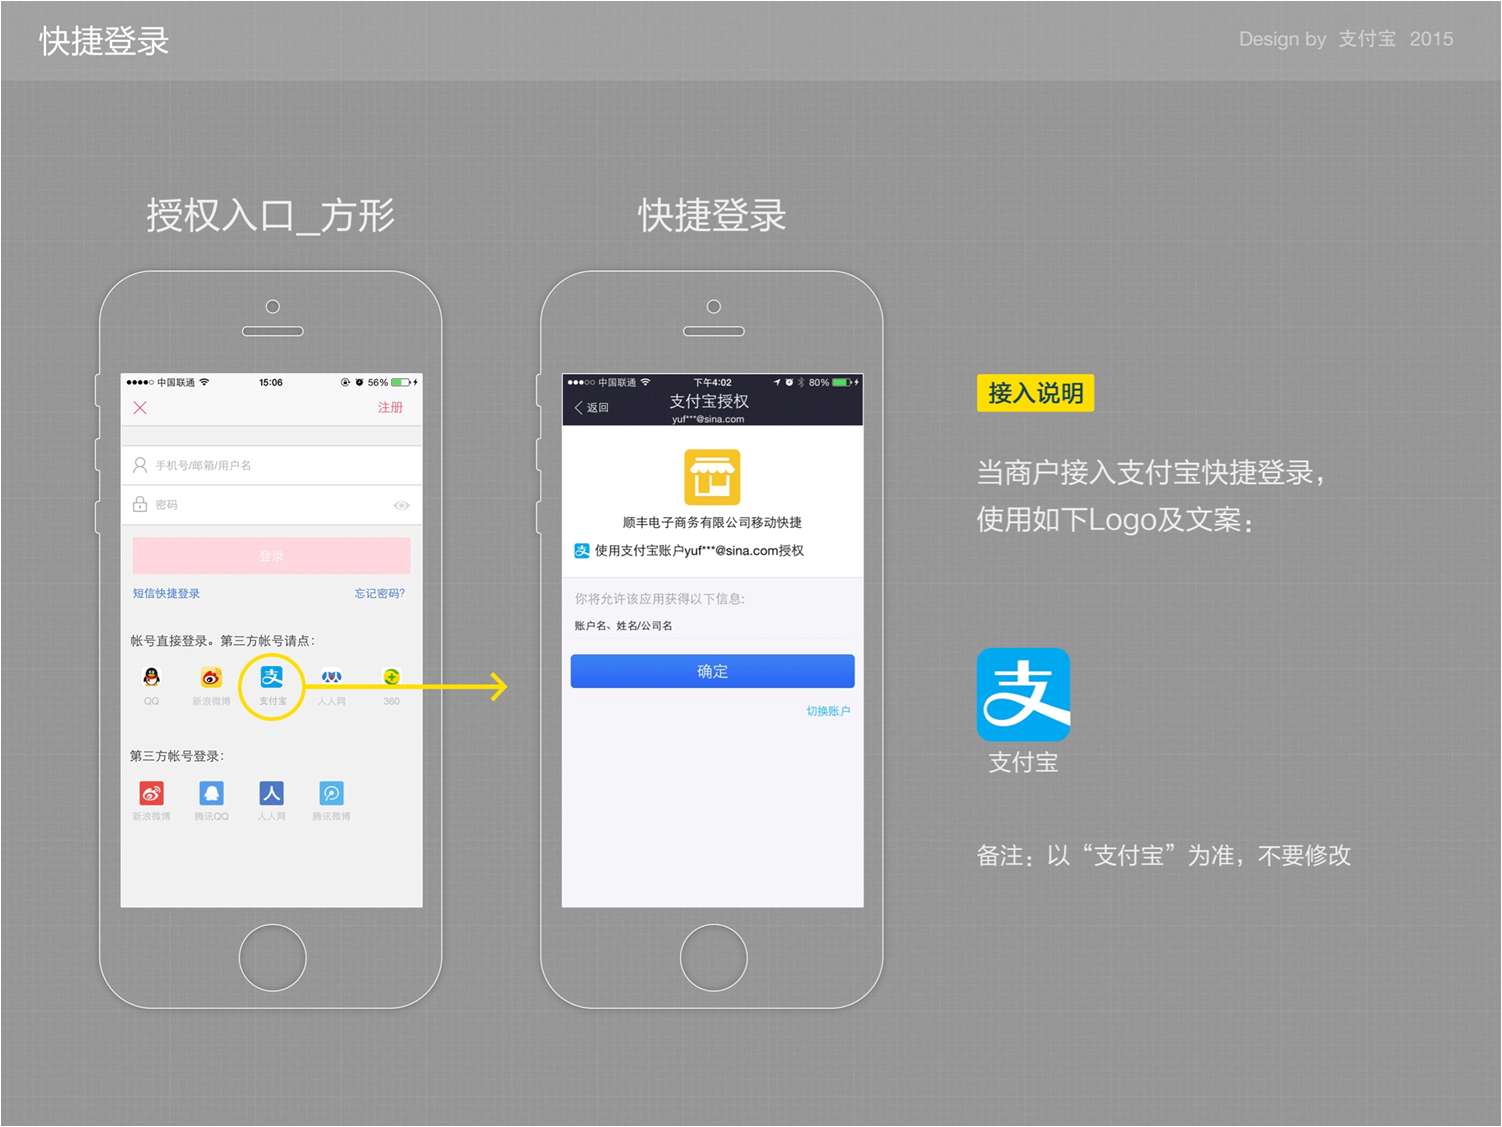 快捷登录
Design by 支付宝 2015
授权入口_方形
快捷登录
中国联通
15:06
56%
注册
手机号/邮箱/用户名
密码
登录
短信快捷登录
忘记密码?
帐号直接登录。第三方帐号请点:
QQ
新浪微博
支付宝
人人网
360
第三方帐号登录:
新浪微博
腾讯QQ
人人网
腾讯微博
中国联通
下午4:02
80%
返回
支付宝授权
yuf***@sina.com
顺丰电子商务有限公司移动快捷
支 使用支付宝账户yuf***@sina.com授权
你将允许该应用获得以下信息:
账户名、姓名/公司名
确定
切换账户
接入说明
当商户接入支付宝快捷登录,
使用如下Logo及文案:
支
支付宝
备注: 以“支付宝”为准, 不要修改